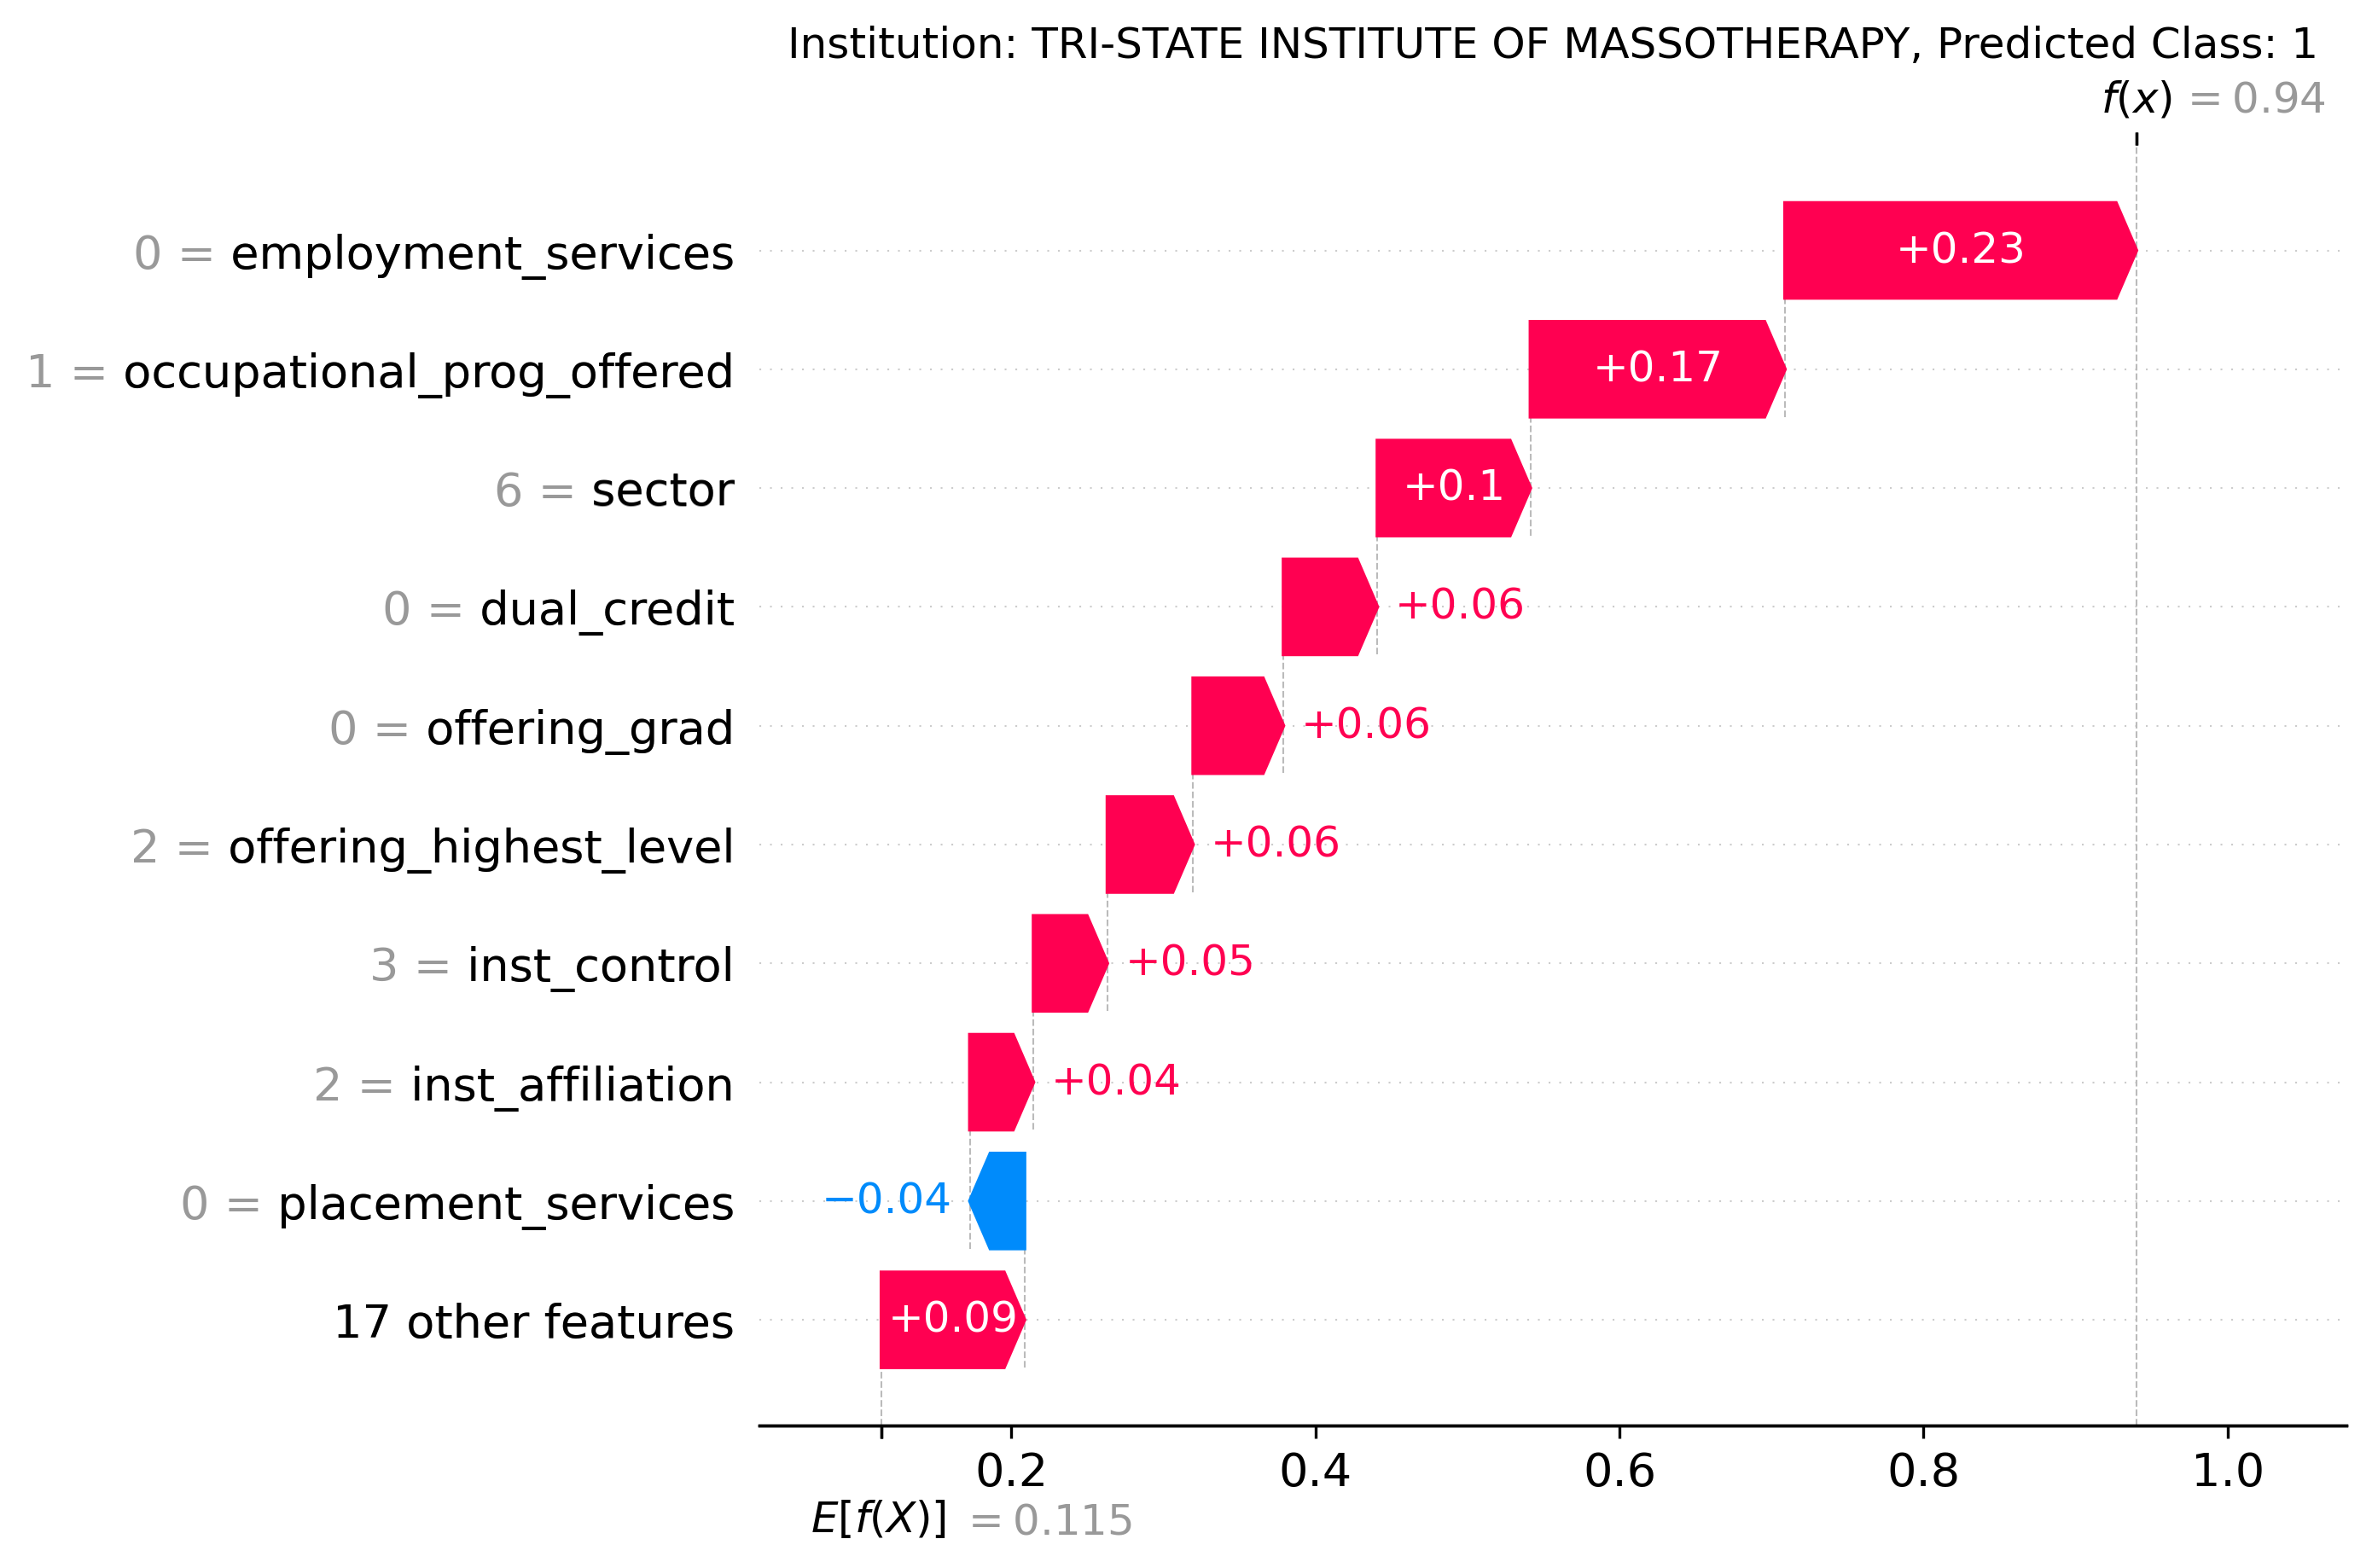 Institution: TRI-STATE INSTITUTE OF MASSOTHERAPY, Predicted Class: 1
f(x) = 0.94
0 = employment_services +0.23
1 = occupational_prog_offered +0.17
6 = sector +0.1
0 = dual_credit +0.06
0 = offering_grad +0.06
2 = offering_highest_level +0.06
3 = inst_control +0.05
2 = inst_affiliation +0.04
0 = placement_services −0.04
17 other features +0.09
0.2 0.4 0.6 0.8 1.0
E[f(X)] = 0.115